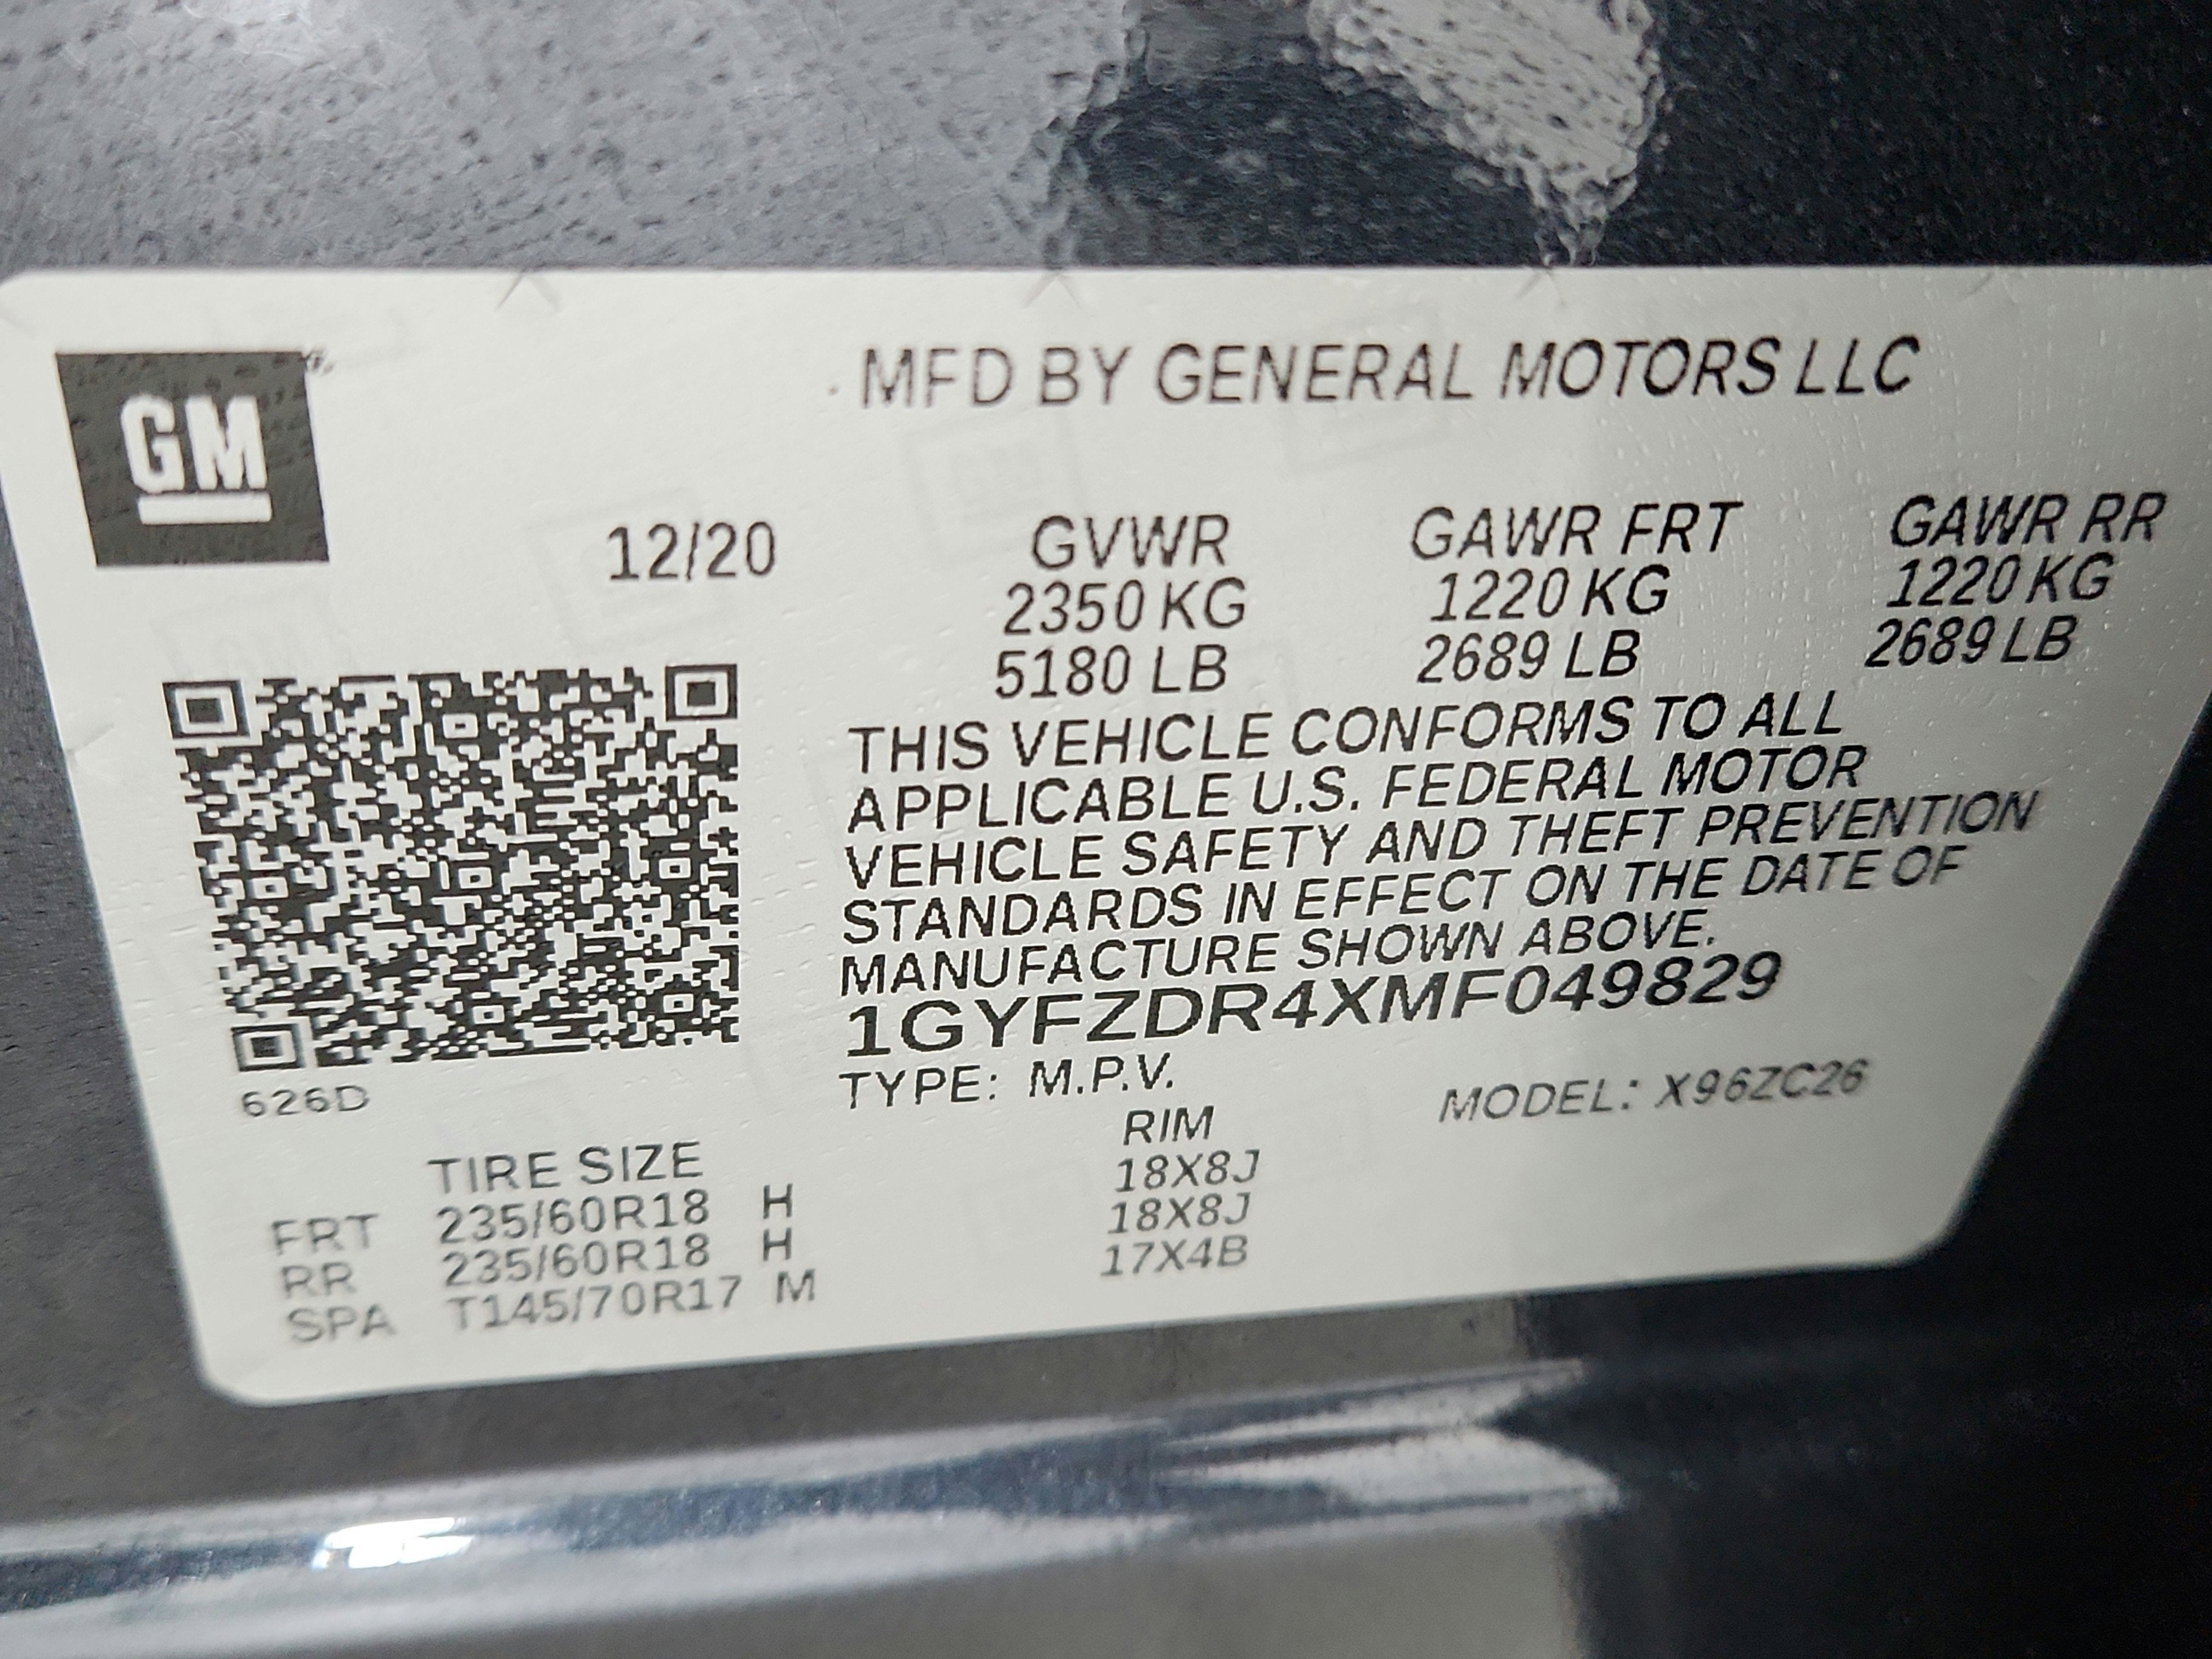 GM
MFD BY GENERAL MOTORS LLC
12/20
GVWR GAWR FRT GAWR RR
2350 KG 1220 KG 1220 KG
5180 LB 2689 LB 2689 LB
THIS VEHICLE CONFORMS TO ALL
APPLICABLE U.S. FEDERAL MOTOR
VEHICLE SAFETY AND THEFT PREVENTION
STANDARDS IN EFFECT ON THE DATE OF
MANUFACTURE SHOWN ABOVE.
1GYFZDR4XMF049829
626D
TYPE: M.P.V. MODEL: X96ZC26
TIRE SIZE RIM
FRT 235/60R18 H 18X8J
RR 235/60R18 H 18X8J
SPA T145/70R17 M 17X4B